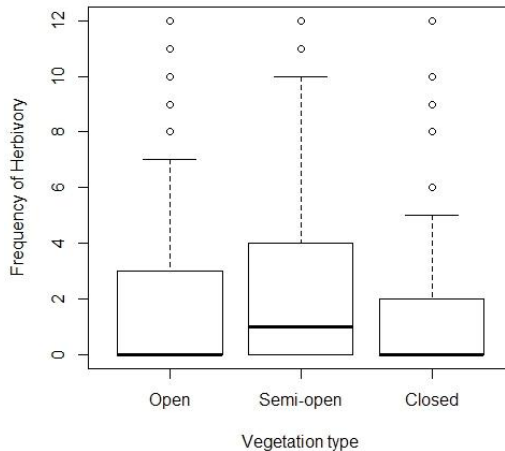 Frequency of Herbivory
12
10
8
6
4
2
0
Open Semi-open Closed
Vegetation type